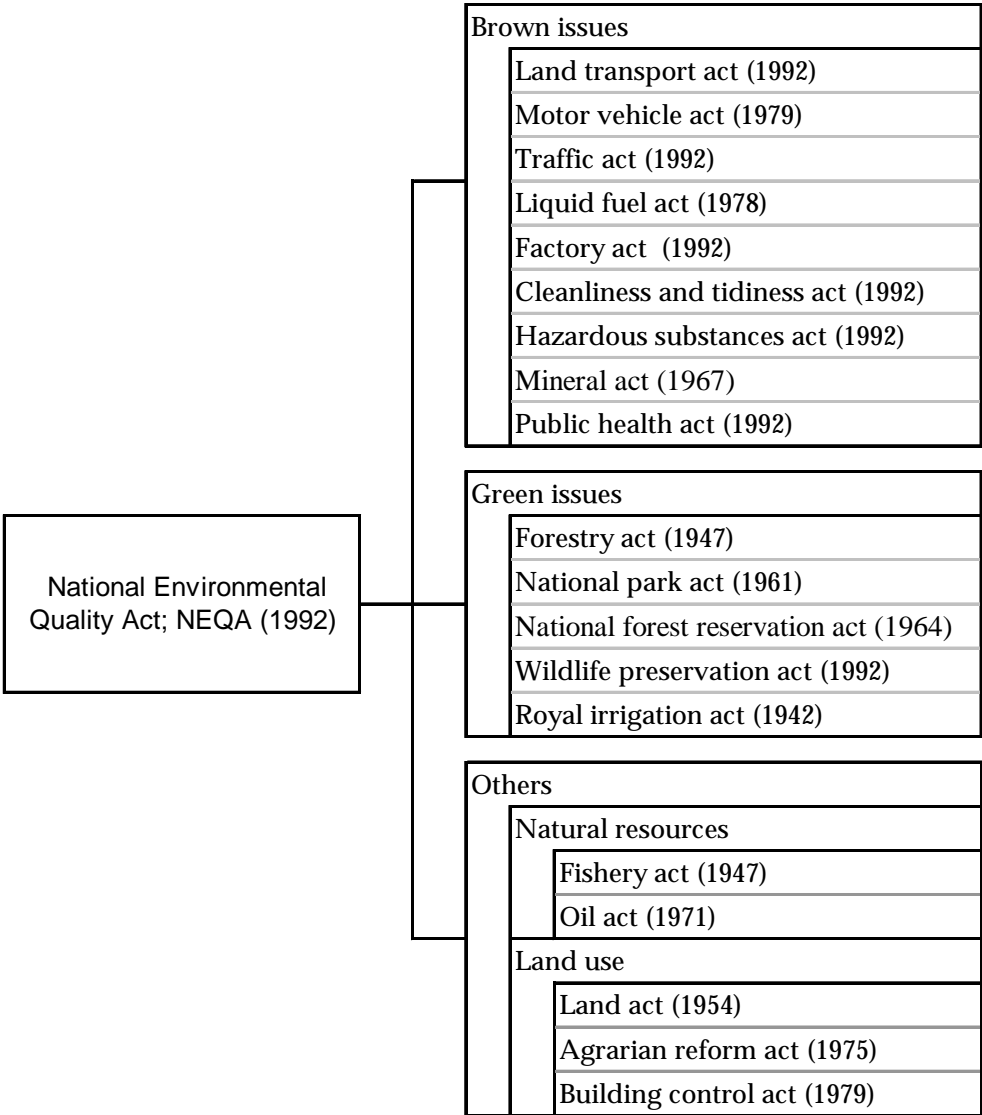 Brown issues
Land transport act (1992)
Motor vehicle act (1979)
Traffic act (1992)
Liquid fuel act (1978)
Factory act  (1992)
Cleanliness and tidiness act (1992)
Hazardous substances act (1992)
Mineral act (1967)
Public health act (1992)
Green issues
Forestry act (1947)
National park act (1961)
National forest reservation act (1964)
Wildlife preservation act (1992)
Royal irrigation act (1942)
National Environmental
Quality Act; NEQA (1992)
Others
Natural resources
Fishery act (1947)
Oil act (1971)
Land use
Land act (1954)
Agrarian reform act (1975)
Building control act (1979)